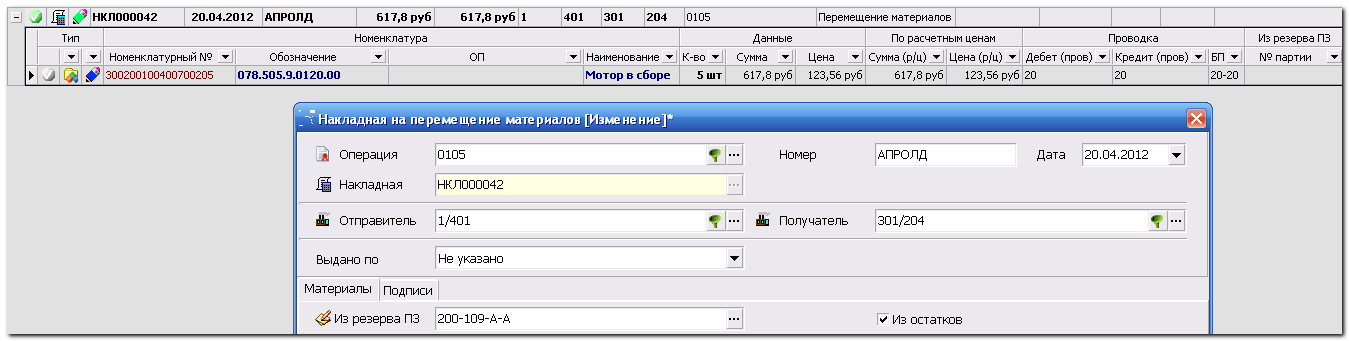 НКЛ000042 20.04.2012 АПРОЛД 617,8 руб 617,8 руб 1 401 301 204 0105 Перемещение материалов
Тип Номенклатура Данные По расчетным ценам Проводка Из резерва ПЗ
Номенклатурный № Обозначение ОП Наименование К-во Сумма Цена Сумма (р/ц) Цена (р/ц) Дебет (пров) Кредит (пров) БП № партии
300200100400700205 078.505.9.0120.00 Мотор в сборе 5 шт 617,8 руб 123,56 руб 617,8 руб 123,56 руб 20 20 20-20
Накладная на перемещение материалов [Изменение]*
Операция 0105 ... Номер АПРОЛД Дата 20.04.2012
Накладная НКЛ000042 ...
Отправитель 1/401 ... Получатель 301/204 ...
Выдано по Не указано
Материалы Подписи
Из резерва ПЗ 200-109-А-А ... Из остатков